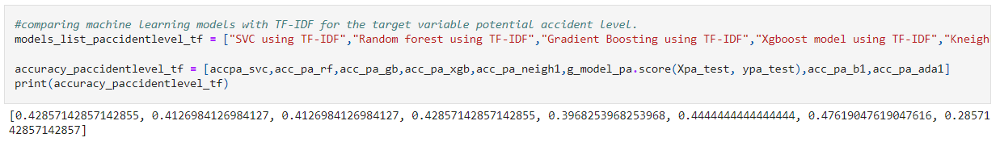 #comparing machine learning models with TF-IDF for the target variable potential accident level.
models_list_paccidentlevel_tf = ["SVC using TF-IDF","Random forest using TF-IDF","Gradient Boosting using TF-IDF","Xgboost model using TF-IDF","Kneigh
accuracy_paccidentlevel_tf = [accpa_svc,acc_pa_rf,acc_pa_gb,acc_pa_xgb,acc_pa_neigh1,g_model_pa.score(Xpa_test, ypa_test),acc_pa_b1,acc_pa_ada1]
print(accuracy_paccidentlevel_tf)
[0.42857142857142855, 0.4126984126984127, 0.4126984126984127, 0.42857142857142855, 0.3968253968253968, 0.4444444444444444, 0.47619047619047616, 0.28571
42857142857]